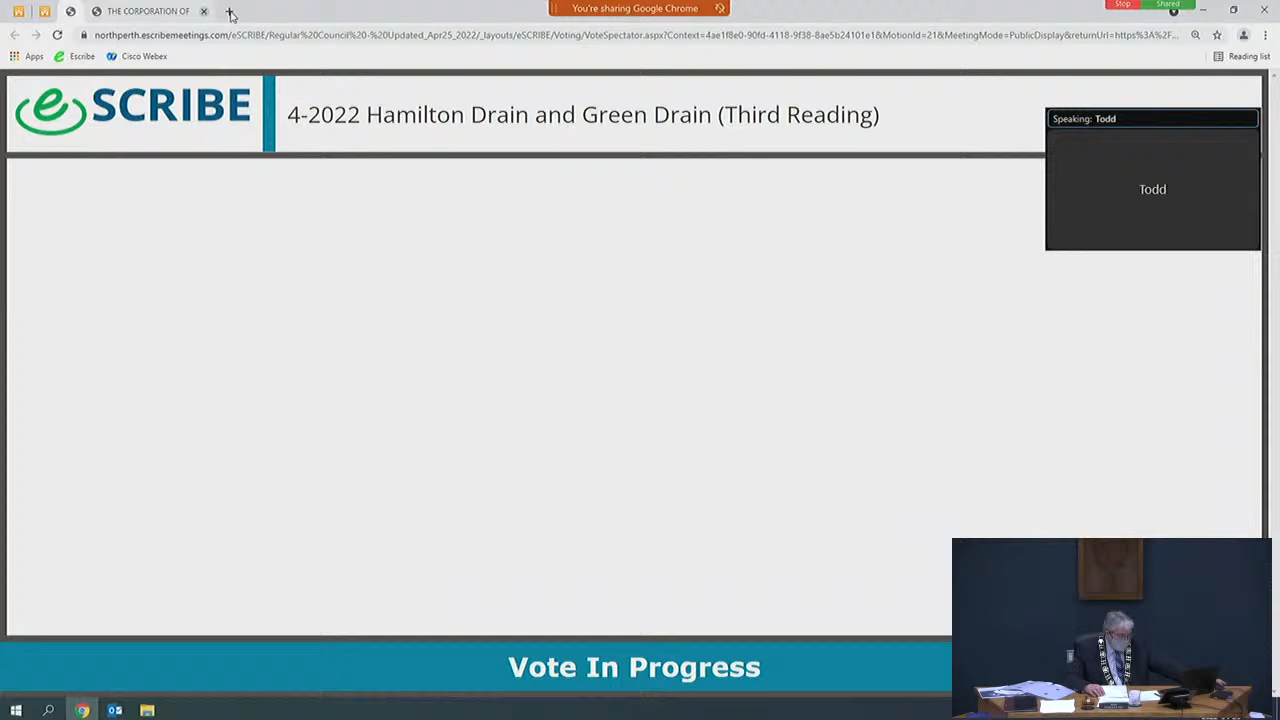 THE CORPORATION OF
You're sharing Google Chrome
Stop
Shared
northperth.escribemeetings.com/eSCRIBE/Regular%20Council%20-%20Updated_Apr25_2022/_layouts/eSCRIBE/Voting/VoteSpectator.aspx?Context=4ae1f8e0-90fd-4118-9f38-8ae5b24101e1&MotionId=21&MeetingMode=PublicDisplay&returnUrl=https%3A%2F...
Apps
Escribe
Cisco Webex
Reading list
eSCRIBE
4-2022 Hamilton Drain and Green Drain (Third Reading)
Speaking: Todd
Todd
Vote In Progress